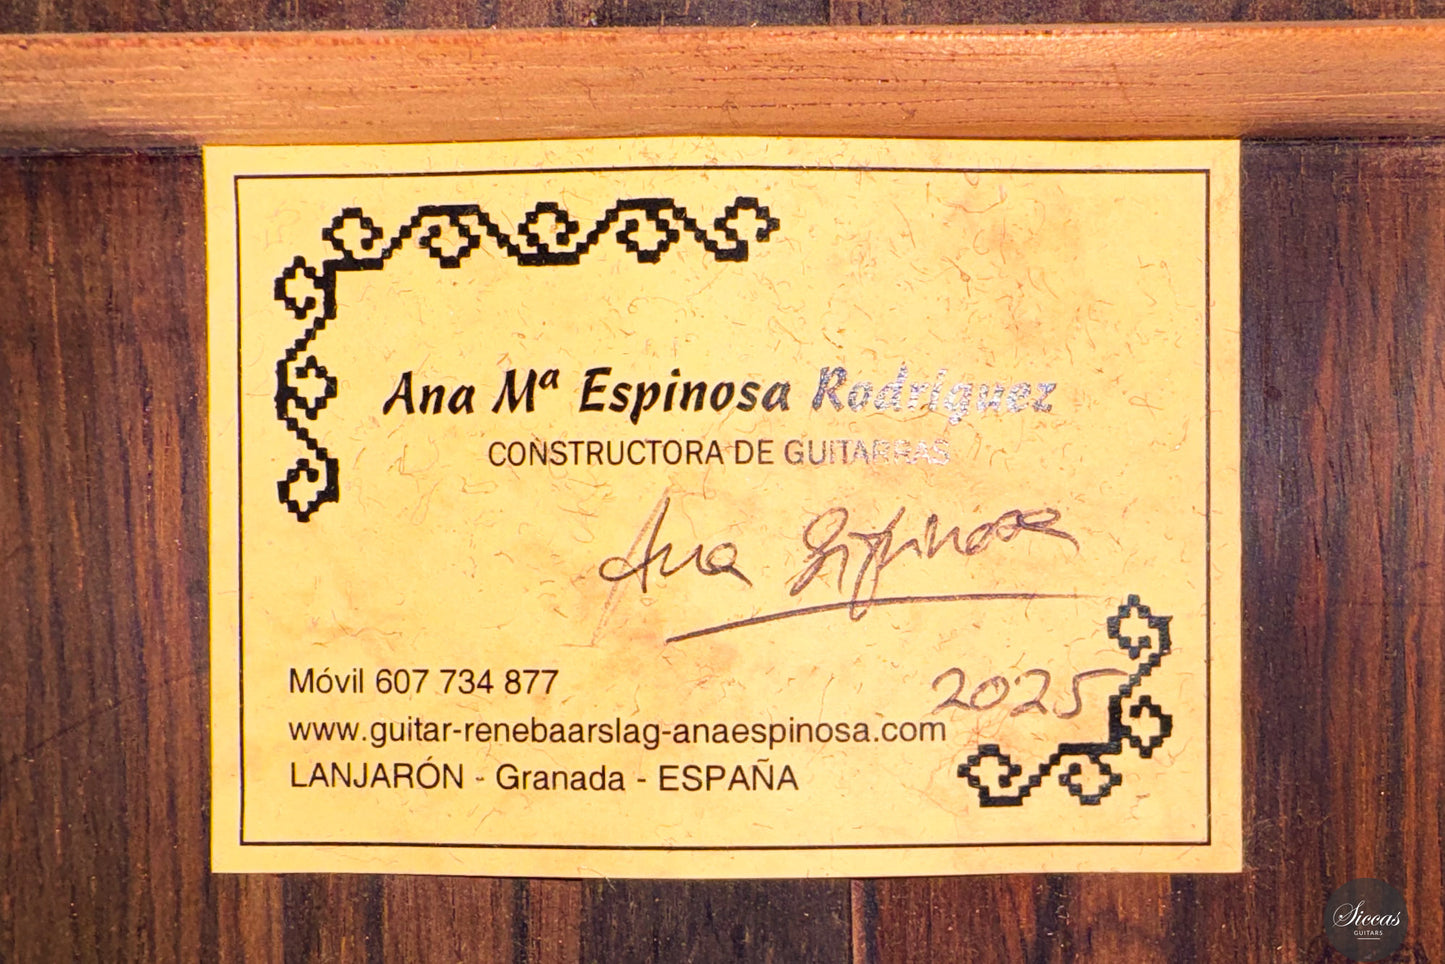 Ana Mª Espinosa Rodríguez
CONSTRUCTORA DE GUITARRAS
Ana Espinosa
2025
Móvil 607 734 877
www.guitar-renebaarslag-anaespinosa.com
LANJARÓN - Granada - ESPAÑA
Siccas
GUITARS